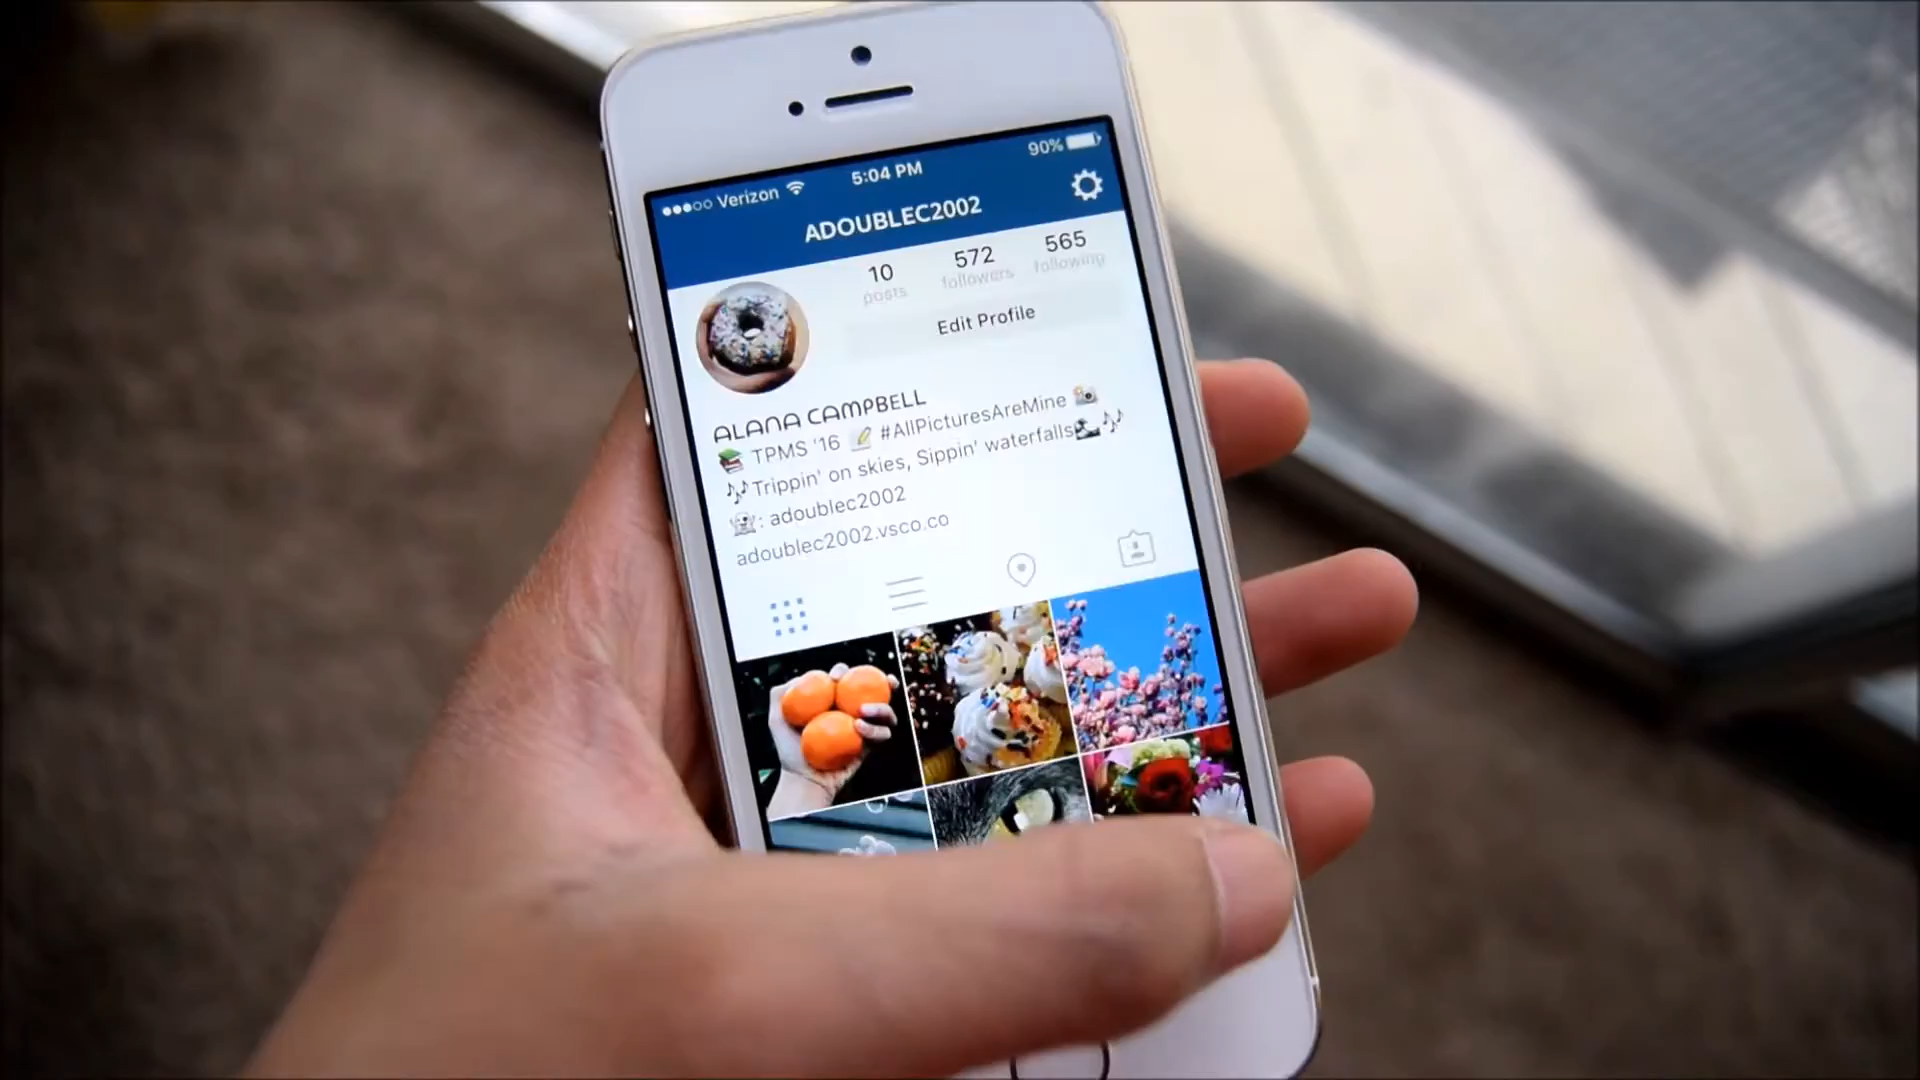 Verizon 5:04 PM 90%
ADOUBLEC2002
10 572 565
posts followers following
Edit Profile
ALANA CAMPBELL
📚 TPMS '16 📝 #AllPicturesAreMine 📷
🎶Trippin' on skies, Sippin' waterfalls🌊🎶
👻: adoublec2002
adoublec2002.vsco.co